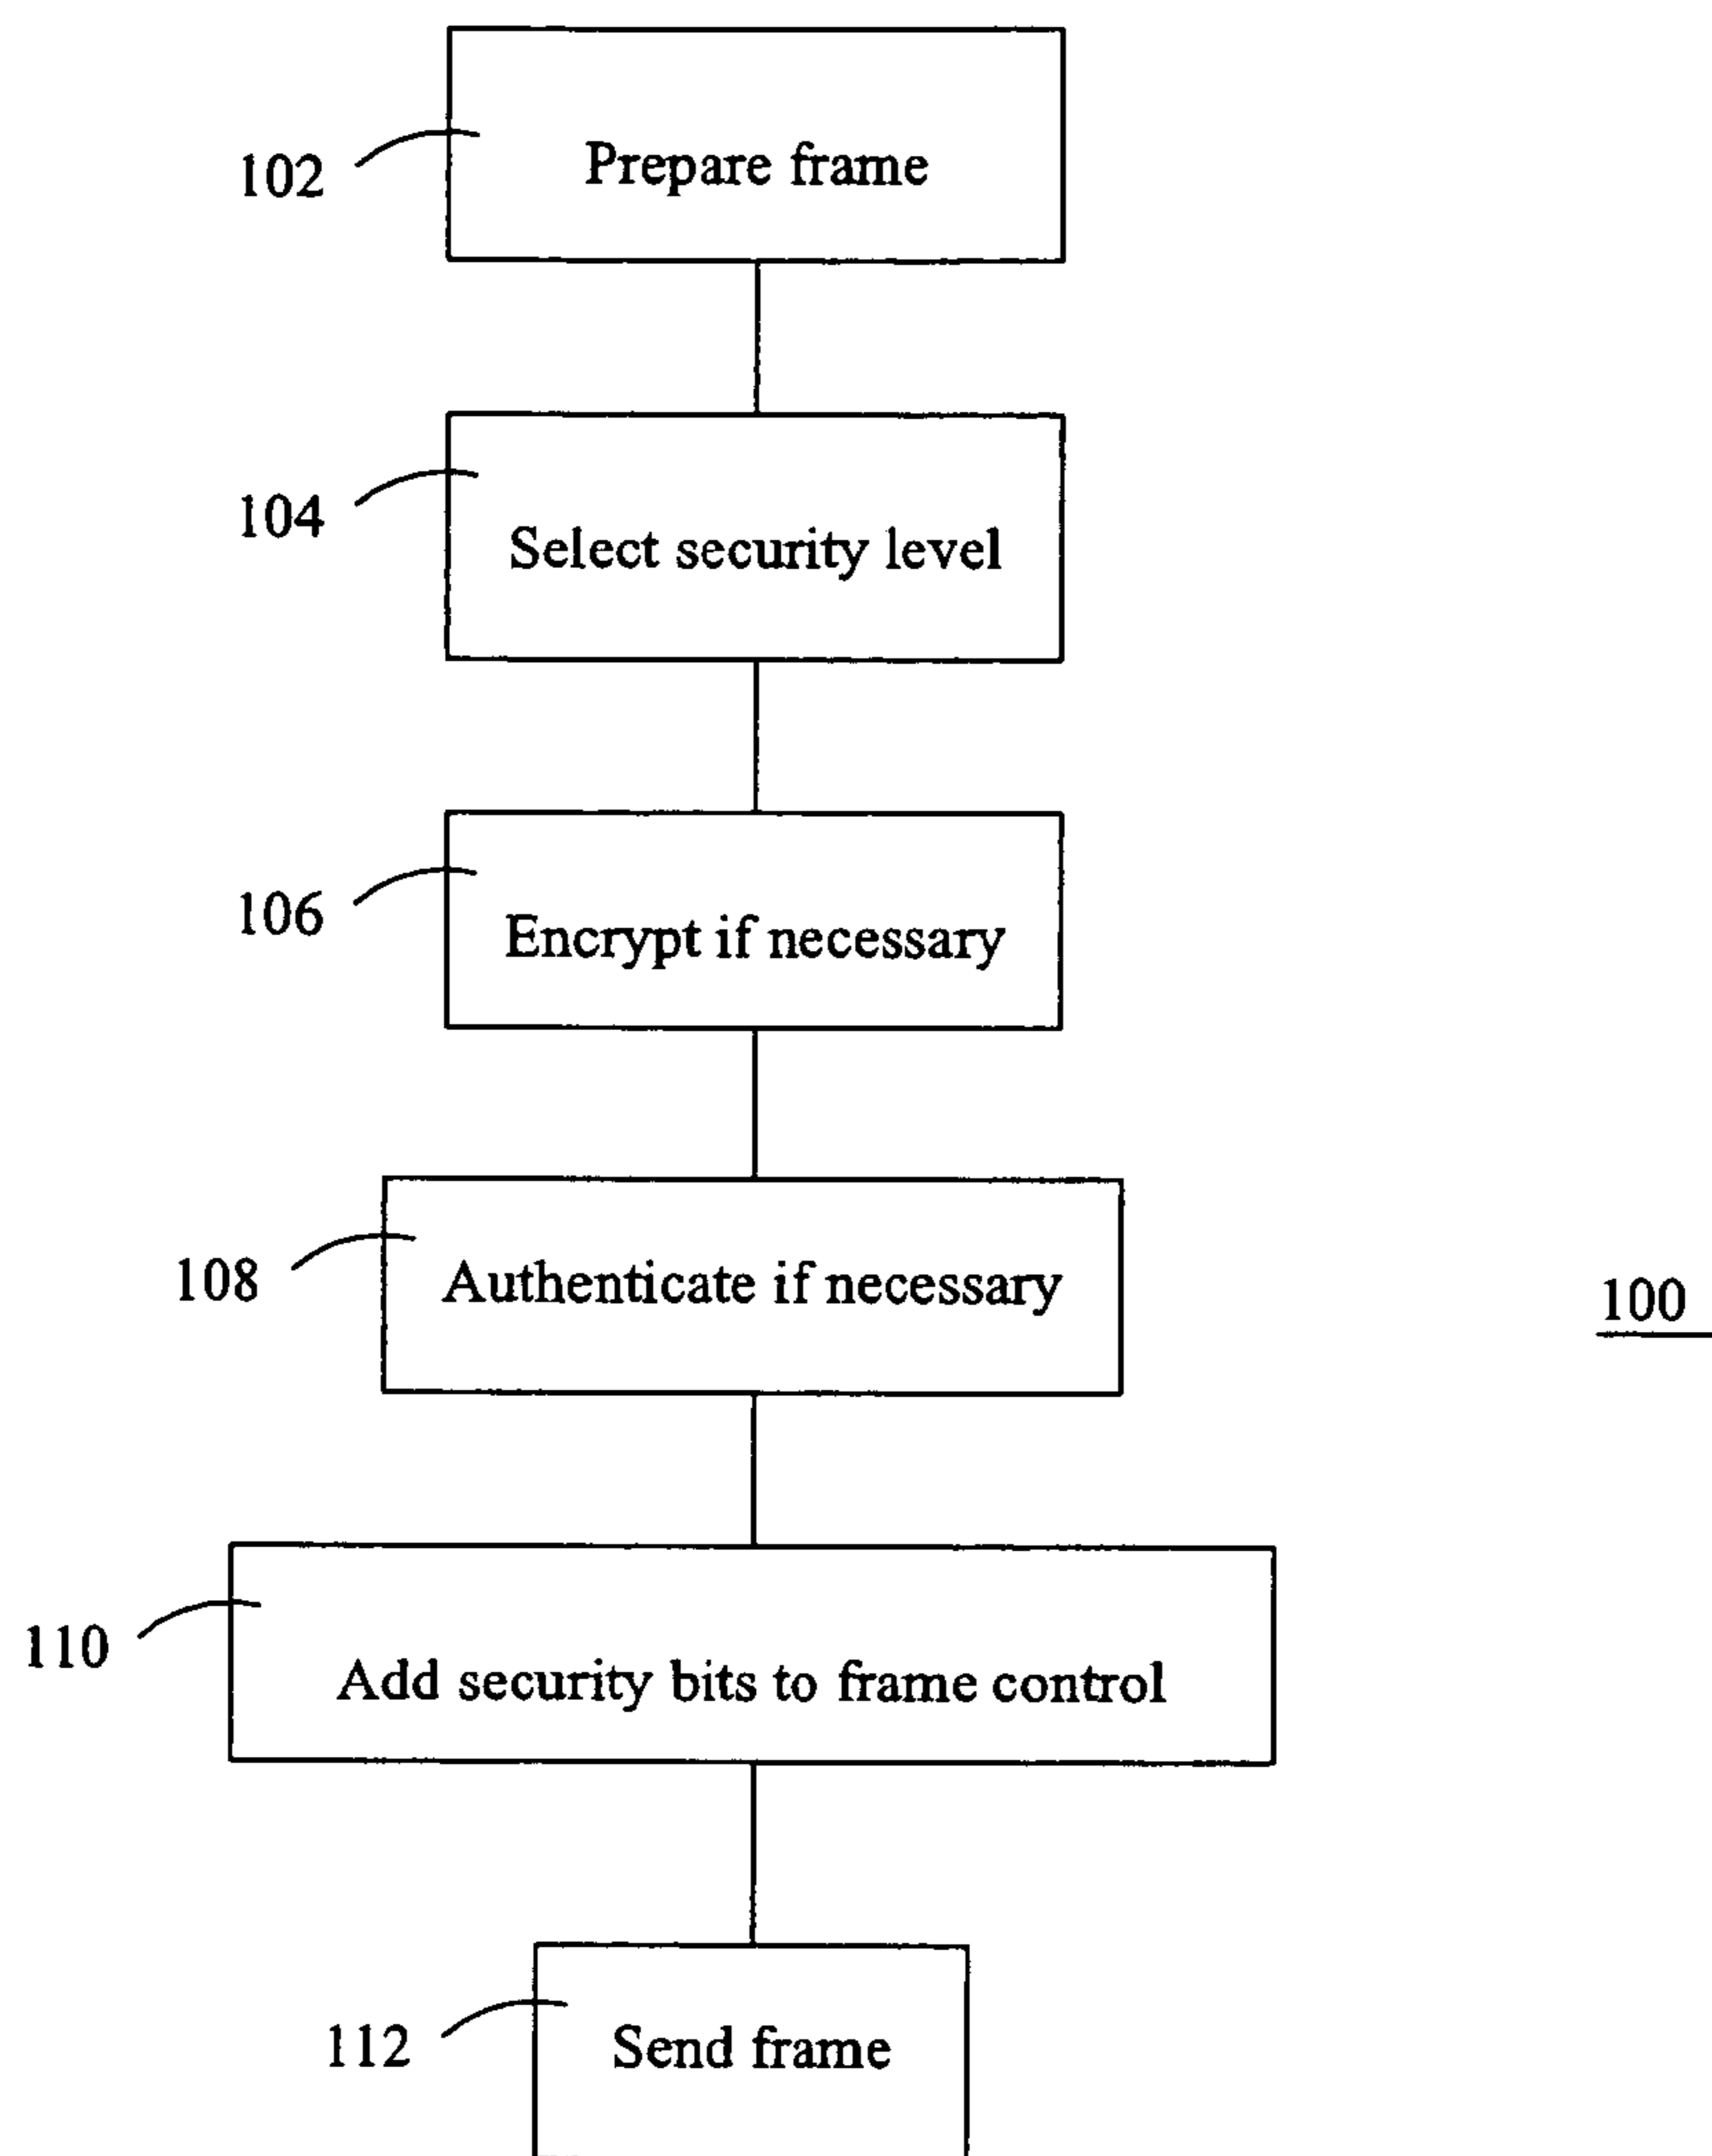 102
Prepare frame
104
Select security level
106
Encrypt if necessary
108
Authenticate if necessary
100
110
Add security bits to frame control
112
Send frame